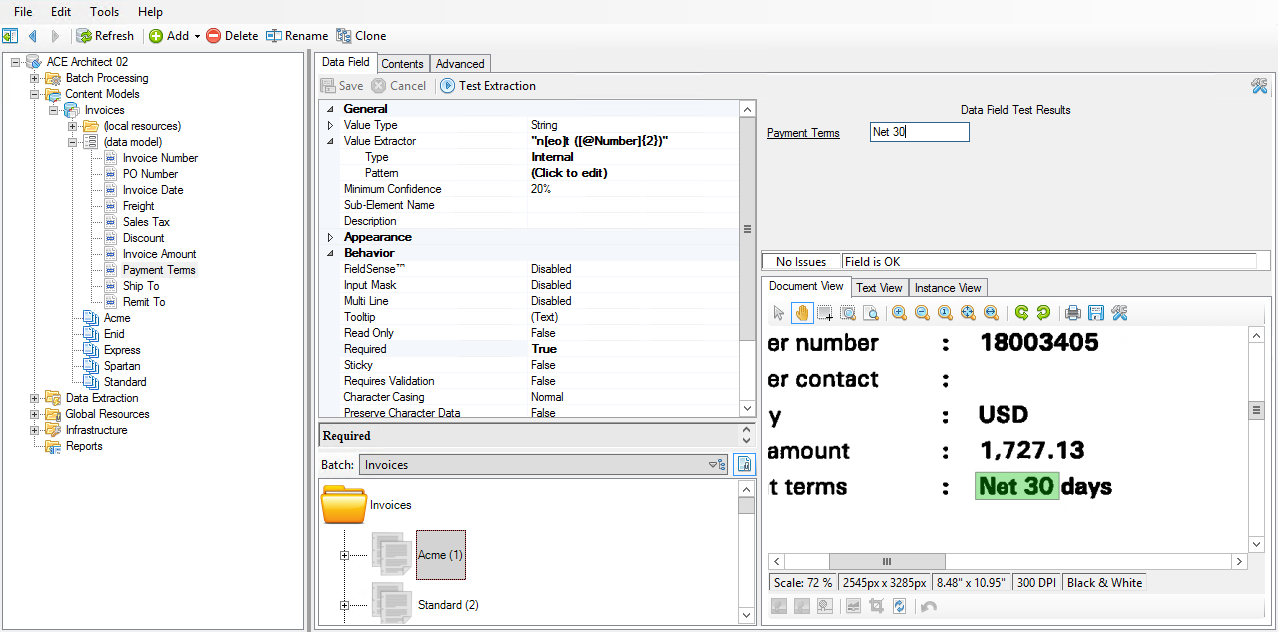 File Edit Tools Help
Refresh Add Delete Rename Clone
ACE Architect 02
Batch Processing
Content Models
Invoices
(local resources)
(data model)
Invoice Number
PO Number
Invoice Date
Freight
Sales Tax
Discount
Invoice Amount
Payment Terms
Ship To
Remit To
Acme
Enid
Express
Spartan
Standard
Data Extraction
Global Resources
Infrastructure
Reports
Data Field Contents Advanced
Save Cancel Test Extraction
General
Value Type String
Value Extractor "n[eo]t ([@Number]{2})"
Type Internal
Pattern (Click to edit)
Minimum Confidence 20%
Sub-Element Name
Description
Appearance
Behavior
FieldSense™ Disabled
Input Mask Disabled
Multi Line Disabled
Tooltip (Text)
Read Only False
Required True
Sticky False
Requires Validation False
Character Casing Normal
Preserve Character Data False
Required
Batch: Invoices
Invoices
Acme (1)
Standard (2)
Data Field Test Results
Payment Terms Net 30
No Issues Field is OK
Document View Text View Instance View
er number : 18003405
er contact :
y : USD
amount : 1,727.13
t terms : Net 30 days
Scale: 72 % 2545px x 3285px 8.48" x 10.95" 300 DPI Black & White